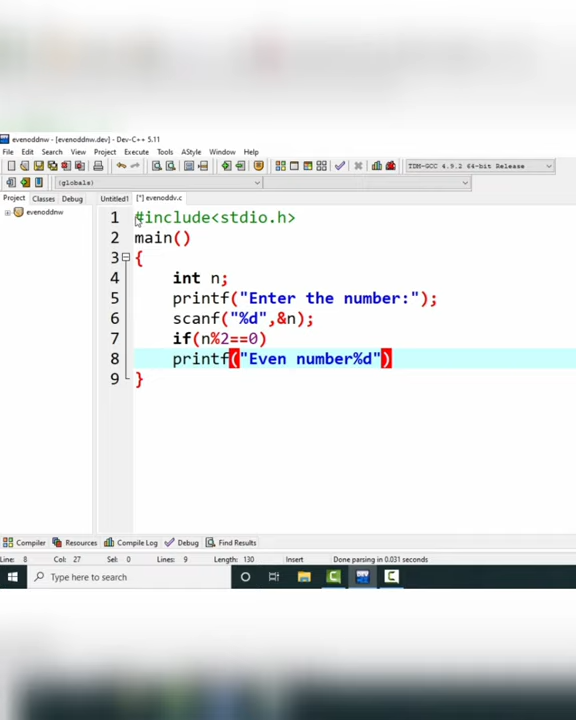 evenoddnw - [evenoddnw.dev] - Dev-C++ 5.11
File Edit Search View Project Execute Tools AStyle Window Help
TDM-GCC 4.9.2 64-bit Release
(globals)
Project Classes Debug Untitled1 [*] evenoddv.c
evenoddnw
1 #include<stdio.h>
2 main()
3 {
4 int n;
5 printf("Enter the number:");
6 scanf("%d",&n);
7 if(n%2==0)
8 printf("Even number%d")
9 }
Compiler Resources Compile Log Debug Find Results
Line: 8 Col: 27 Sel: 0 Lines: 9 Length: 130 Insert Done parsing in 0.031 seconds
Type here to search